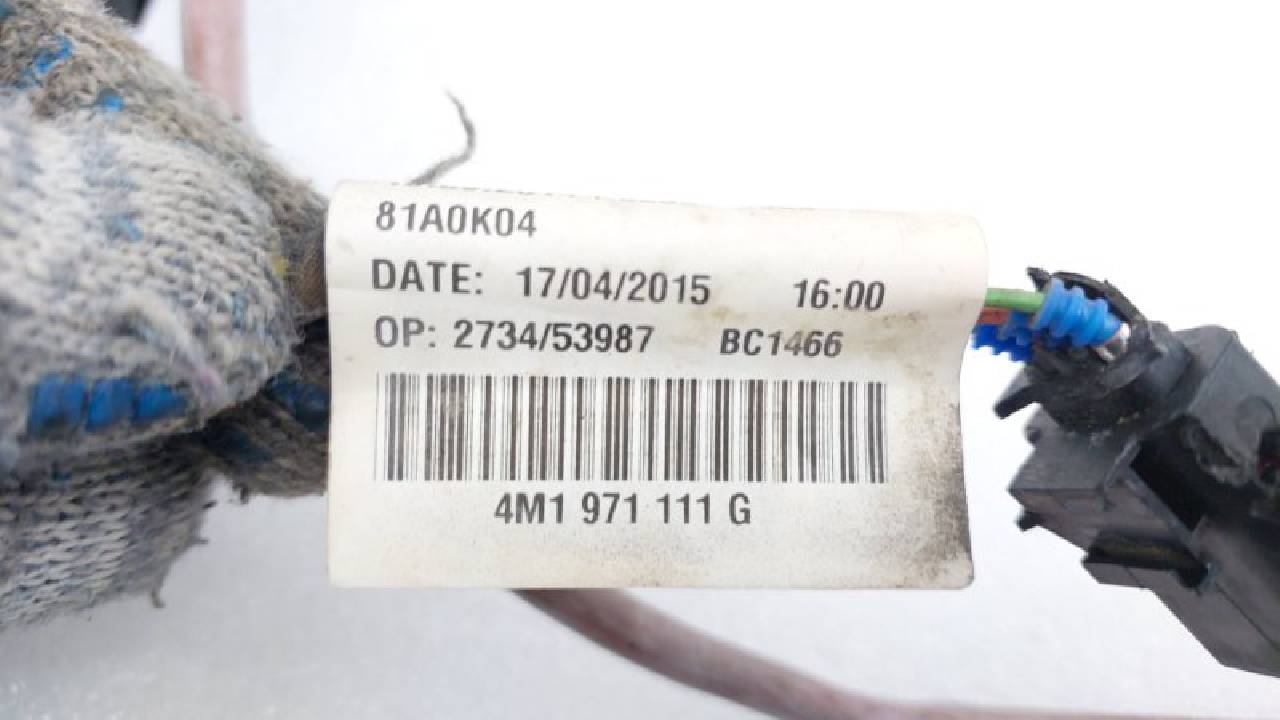 81A0K04
DATE: 17/04/2015 16:00
OP: 2734/53987 BC1466
4M1 971 111 G